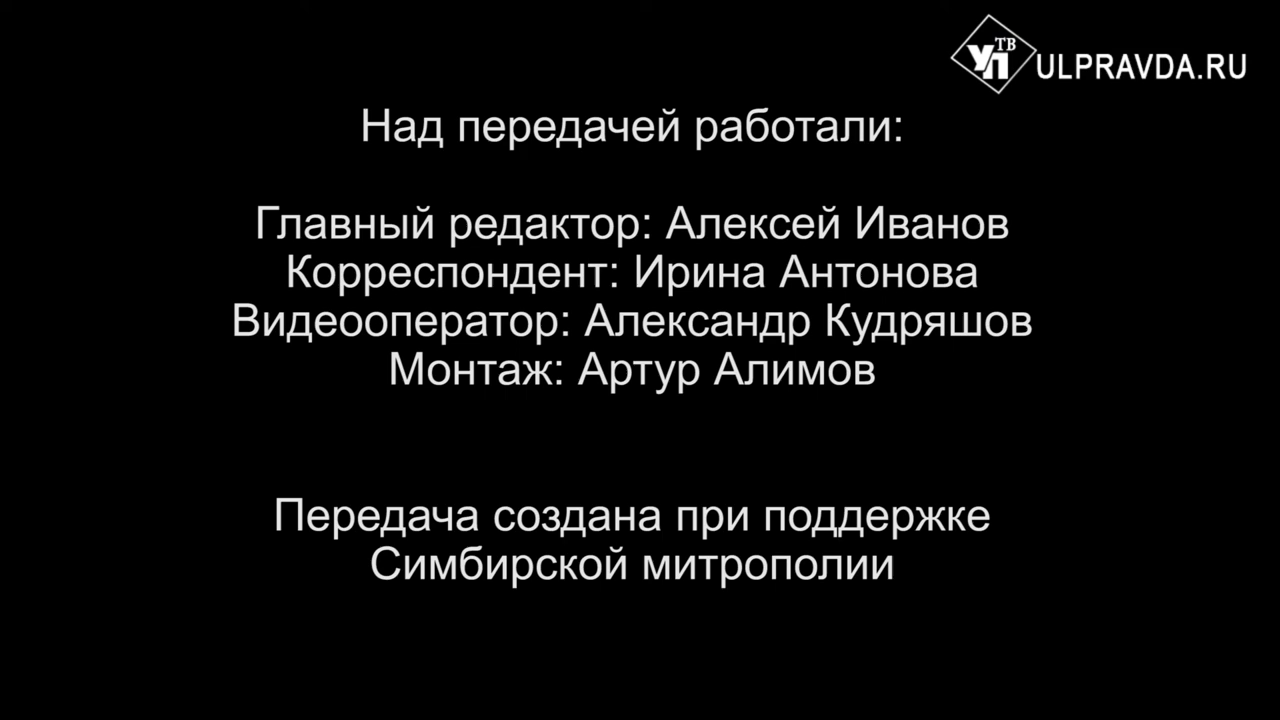 УП ТВ ULPRAVDA.RU
Над передачей работали:
Главный редактор: Алексей Иванов
Корреспондент: Ирина Антонова
Видеооператор: Александр Кудряшов
Монтаж: Артур Алимов
Передача создана при поддержке
Симбирской митрополии